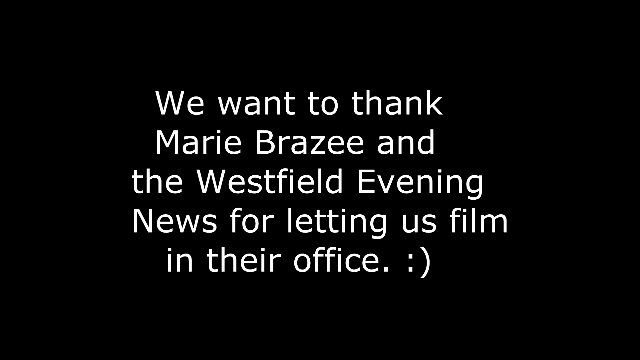 We want to thank
Marie Brazee and
the Westfield Evening
News for letting us film
in their office. :)